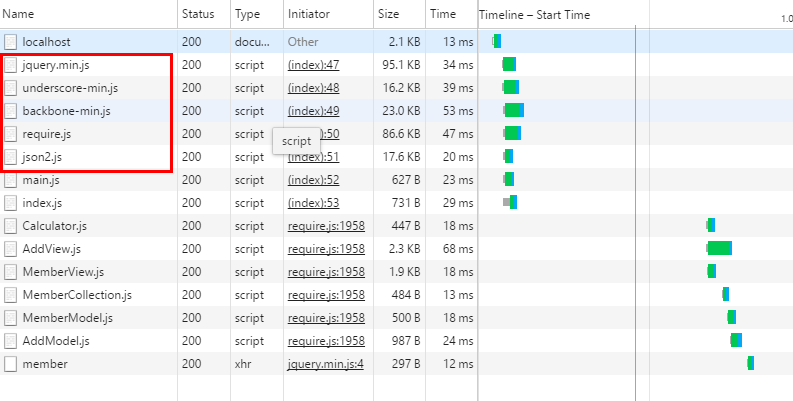 Name Status Type Initiator Size Time Timeline – Start Time 1.0
localhost 200 docu... Other 2.1 KB 13 ms
jquery.min.js 200 script (index):47 95.1 KB 34 ms
underscore-min.js 200 script (index):48 16.2 KB 39 ms
backbone-min.js 200 script (index):49 23.0 KB 53 ms
require.js 200 script :50 86.6 KB 47 ms
script
json2.js 200 script (index):51 17.6 KB 20 ms
main.js 200 script (index):52 627 B 23 ms
index.js 200 script (index):53 731 B 29 ms
Calculator.js 200 script require.js:1958 447 B 18 ms
AddView.js 200 script require.js:1958 2.3 KB 68 ms
MemberView.js 200 script require.js:1958 1.9 KB 18 ms
MemberCollection.js 200 script require.js:1958 484 B 13 ms
MemberModel.js 200 script require.js:1958 500 B 18 ms
AddModel.js 200 script require.js:1958 987 B 24 ms
member 200 xhr jquery.min.js:4 297 B 12 ms